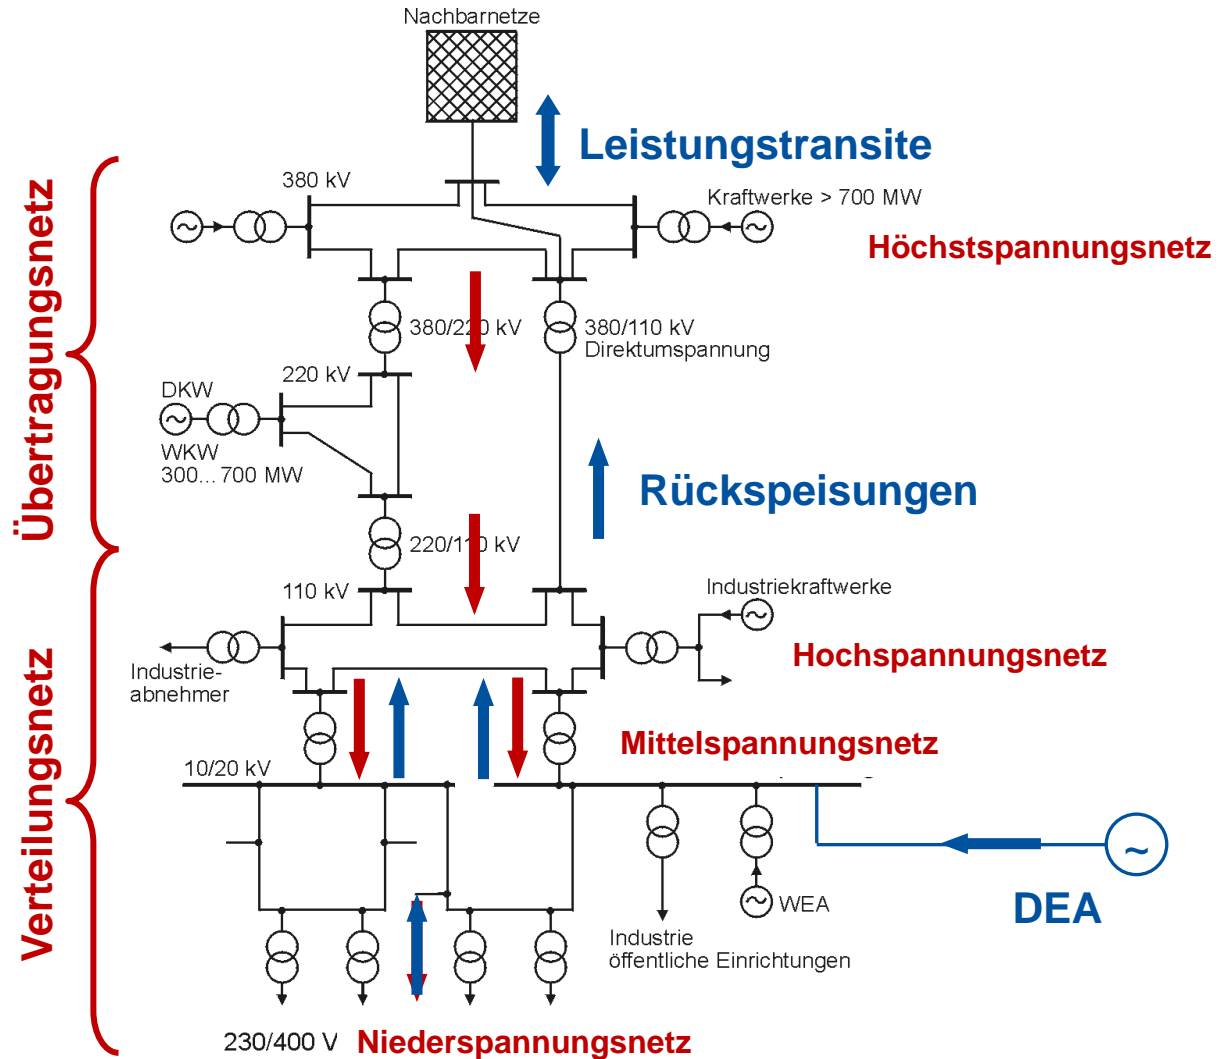 Nachbarnetze
Leistungstransite
Übertragungsnetz
380 kV
Kraftwerke > 700 MW
~
~
Höchstspannungsnetz
380/220 kV
380/110 kV
Direktumspannung
220 kV
DKW
~
WKW
300... 700 MW
Rückspeisungen
220/110 kV
110 kV
Industriekraftwerke
~
Verteilungsnetz
Industrie-
abnehmer
Hochspannungsnetz
Mittelspannungsnetz
10/20 kV
~
~
WEA
DEA
Industrie
öffentliche Einrichtungen
230/400 V
Niederspannungsnetz